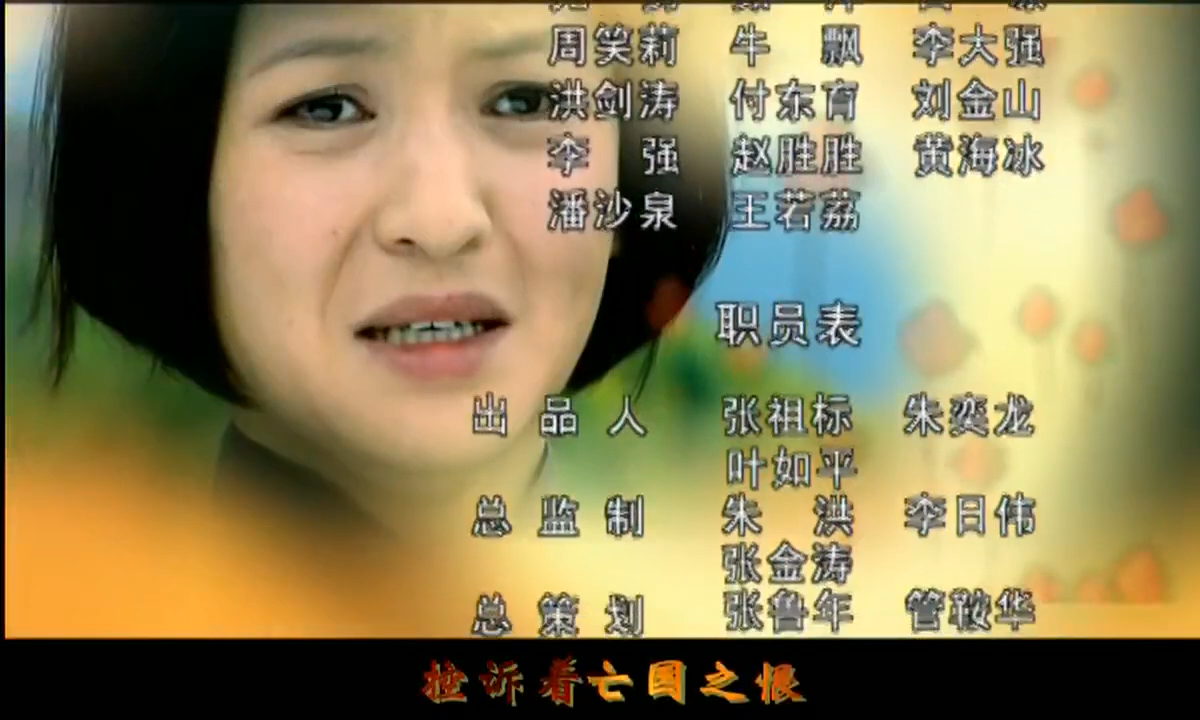 周笑莉 牛飘 李大强
洪剑涛 付东育 刘金山
李强 赵胜胜 黄海冰
潘沙泉 王若荔
职员表
出品人 张祖标 朱奕龙
叶如平
总监制 朱洪 李日伟
张金涛
总策划 张鲁年 管敢华
控诉着亡国之恨